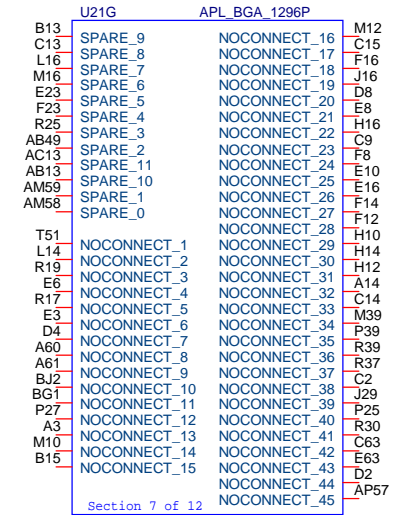 U21G APL_BGA_1296P
B13 SPARE_9 NOCONNECT_16 M12
C13 SPARE_8 NOCONNECT_17 C15
L16 SPARE_7 NOCONNECT_18 F16
M16 SPARE_6 NOCONNECT_19 J16
E23 SPARE_5 NOCONNECT_20 D8
F23 SPARE_4 NOCONNECT_21 E8
R25 SPARE_3 NOCONNECT_22 H16
AB49 SPARE_2 NOCONNECT_23 C9
AC13 SPARE_11 NOCONNECT_24 F8
AB13 SPARE_10 NOCONNECT_25 E10
AM59 SPARE_1 NOCONNECT_26 E16
AM58 SPARE_0 NOCONNECT_27 F14
NOCONNECT_28 F12
T51 NOCONNECT_1 NOCONNECT_29 H10
L14 NOCONNECT_2 NOCONNECT_30 H14
R19 NOCONNECT_3 NOCONNECT_31 H12
E6 NOCONNECT_4 NOCONNECT_32 A14
R17 NOCONNECT_5 NOCONNECT_33 C14
E3 NOCONNECT_6 NOCONNECT_34 M39
D4 NOCONNECT_7 NOCONNECT_35 P39
A60 NOCONNECT_8 NOCONNECT_36 R39
A61 NOCONNECT_9 NOCONNECT_37 R37
BJ2 NOCONNECT_10 NOCONNECT_38 C2
BG1 NOCONNECT_11 NOCONNECT_39 J29
P27 NOCONNECT_12 NOCONNECT_40 P25
A3 NOCONNECT_13 NOCONNECT_41 R30
M10 NOCONNECT_14 NOCONNECT_42 C63
B15 NOCONNECT_15 NOCONNECT_43 E63
NOCONNECT_44 D2
Section 7 of 12 NOCONNECT_45 AP57